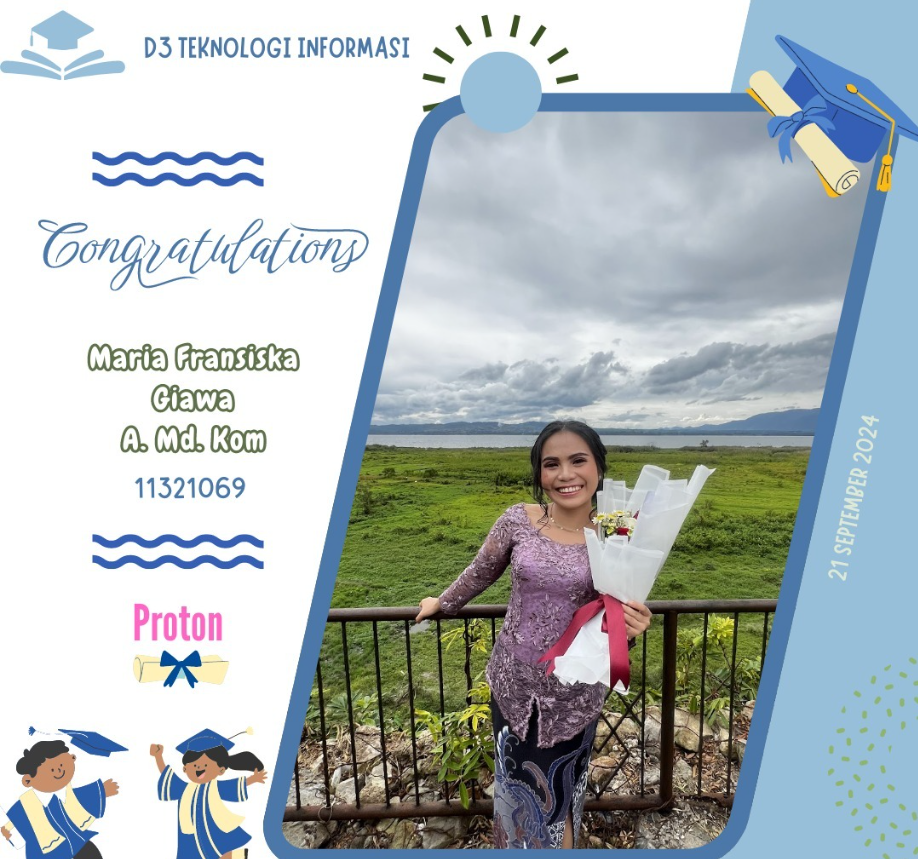 D3 TEKNOLOGI INFORMASI
Congratulations
Maria Fransiska
Giawa
A. Md. Kom
11321069
Proton
21 SEPTEMBER 2024